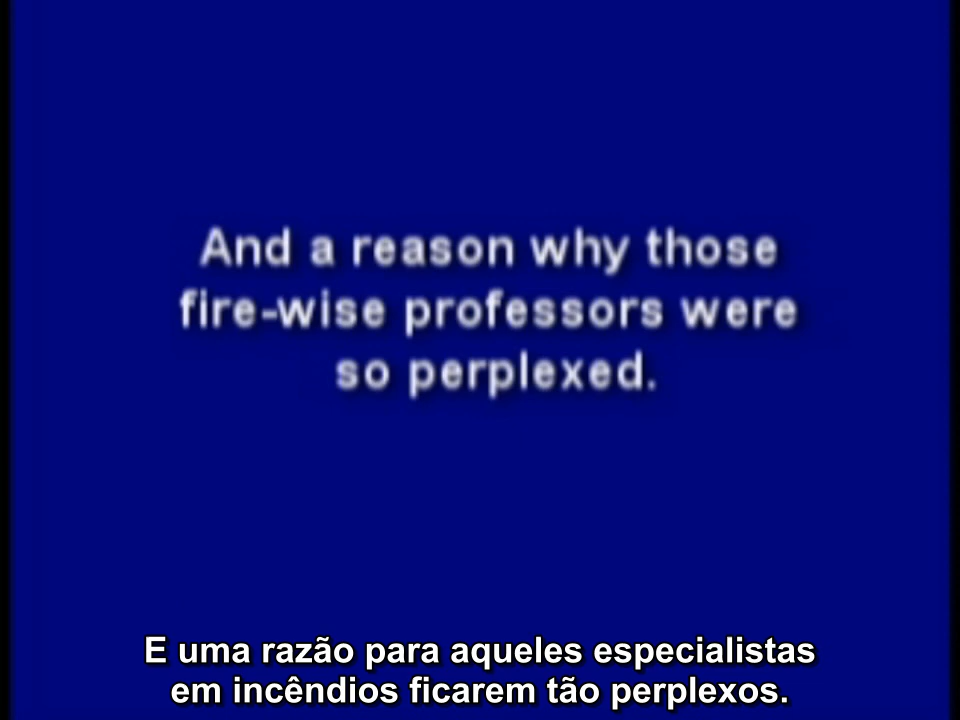 And a reason why those
fire-wise professors were
so perplexed.
E uma razão para aqueles especialistas
em incêndios ficarem tão perplexos.